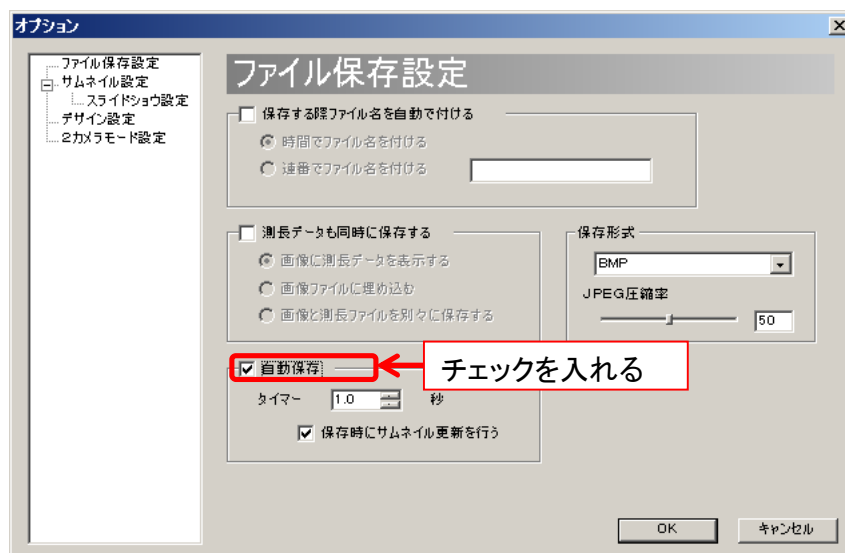 オプション
ファイル保存設定
サムネイル設定
スライドショウ設定
デザイン設定
2カメラモード設定
ファイル保存設定
保存する際ファイル名を自動で付ける
時間でファイル名を付ける
連番でファイル名を付ける
測長データも同時に保存する
画像に測長データを表示する
画像ファイルに埋め込む
画像と測長ファイルを別々に保存する
保存形式
BMP
JPEG圧縮率
50
自動保存
チェックを入れる
タイマー 1.0 秒
保存時にサムネイル更新を行う
OK キャンセル